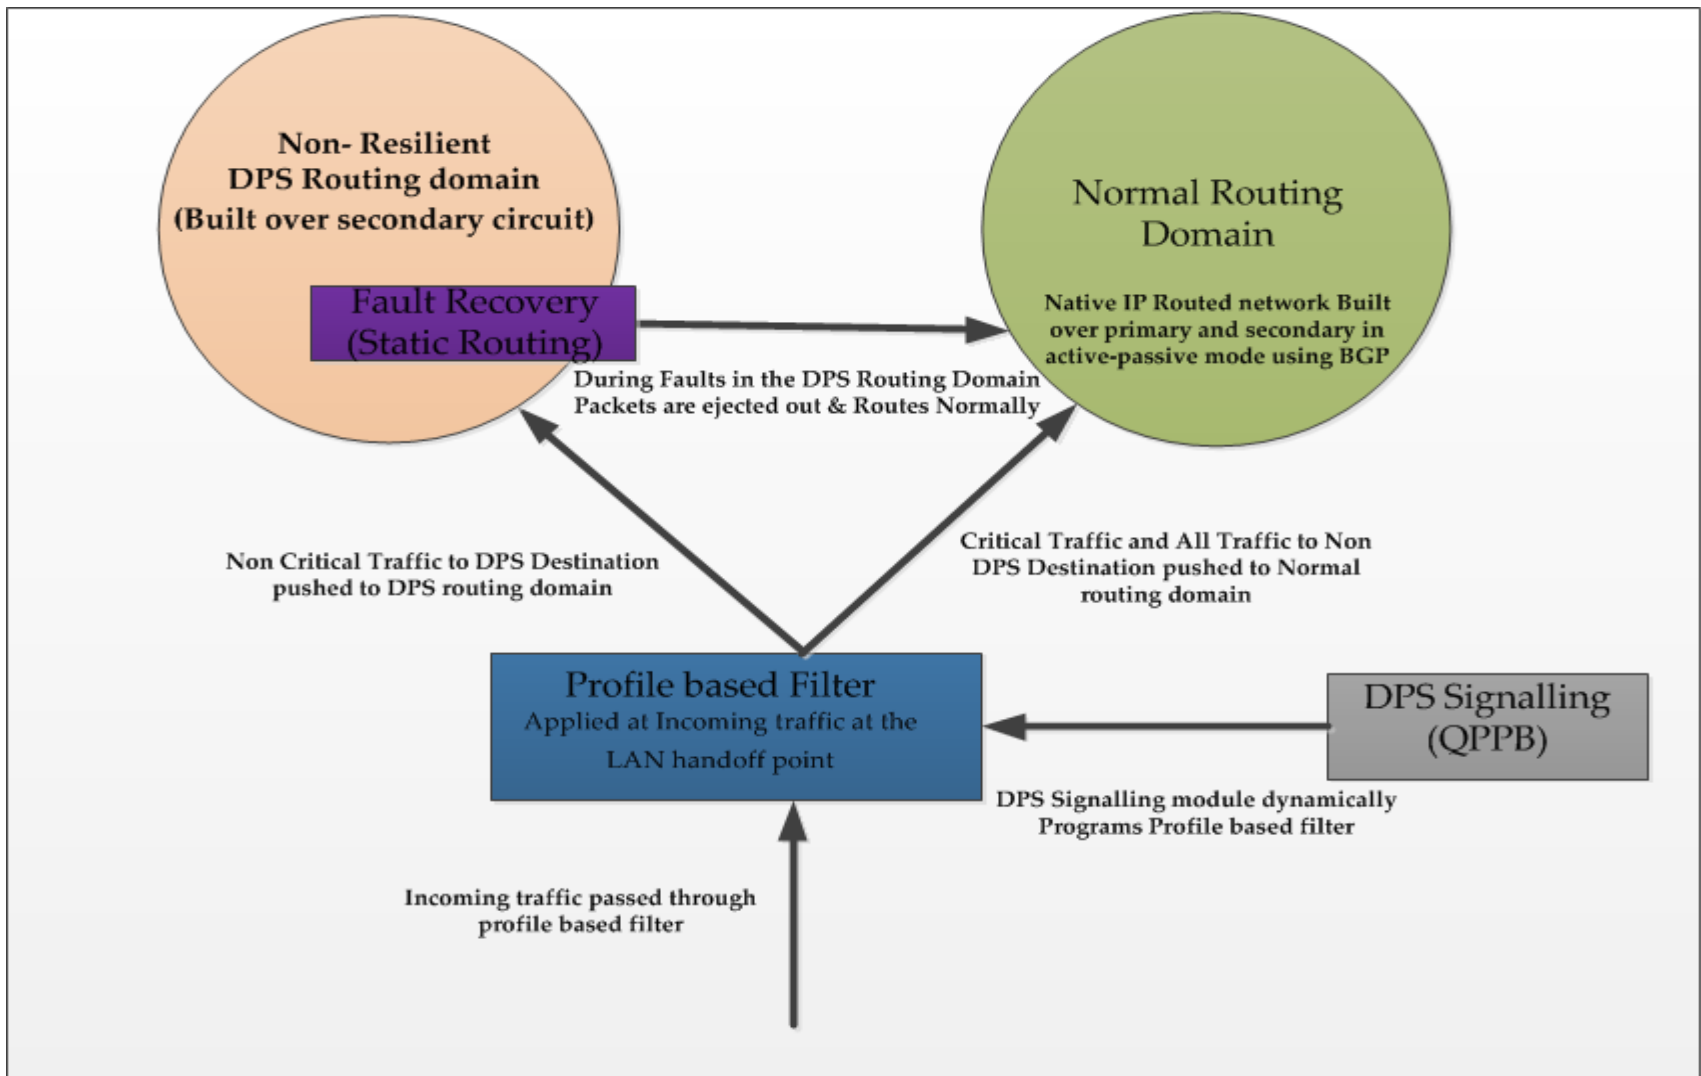 Non- Resilient
DPS Routing domain
(Built over secondary circuit)
Fault Recovery
(Static Routing)
Normal Routing
Domain
Native IP Routed network Built
over primary and secondary in
active-passive mode using BGP
During Faults in the DPS Routing Domain
Packets are ejected out & Routes Normally
Non Critical Traffic to DPS Destination
pushed to DPS routing domain
Critical Traffic and All Traffic to Non
DPS Destination pushed to Normal
routing domain
Profile based Filter
Applied at Incoming traffic at the
LAN handoff point
DPS Signalling
(QPPB)
DPS Signalling module dynamically
Programs Profile based filter
Incoming traffic passed through
profile based filter